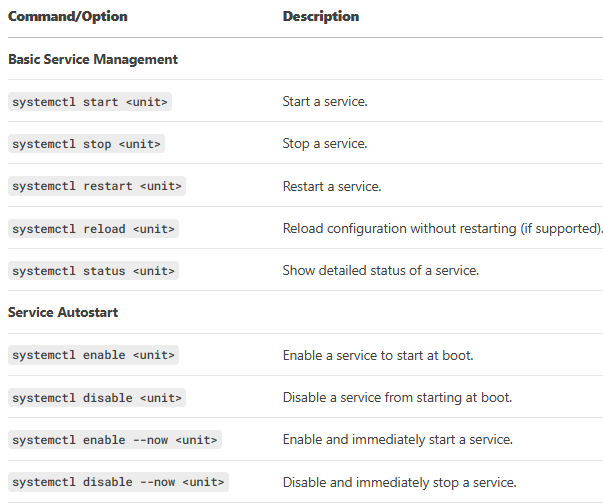 Command/Option Description
Basic Service Management
systemctl start <unit> Start a service.
systemctl stop <unit> Stop a service.
systemctl restart <unit> Restart a service.
systemctl reload <unit> Reload configuration without restarting (if supported).
systemctl status <unit> Show detailed status of a service.
Service Autostart
systemctl enable <unit> Enable a service to start at boot.
systemctl disable <unit> Disable a service from starting at boot.
systemctl enable --now <unit> Enable and immediately start a service.
systemctl disable --now <unit> Disable and immediately stop a service.